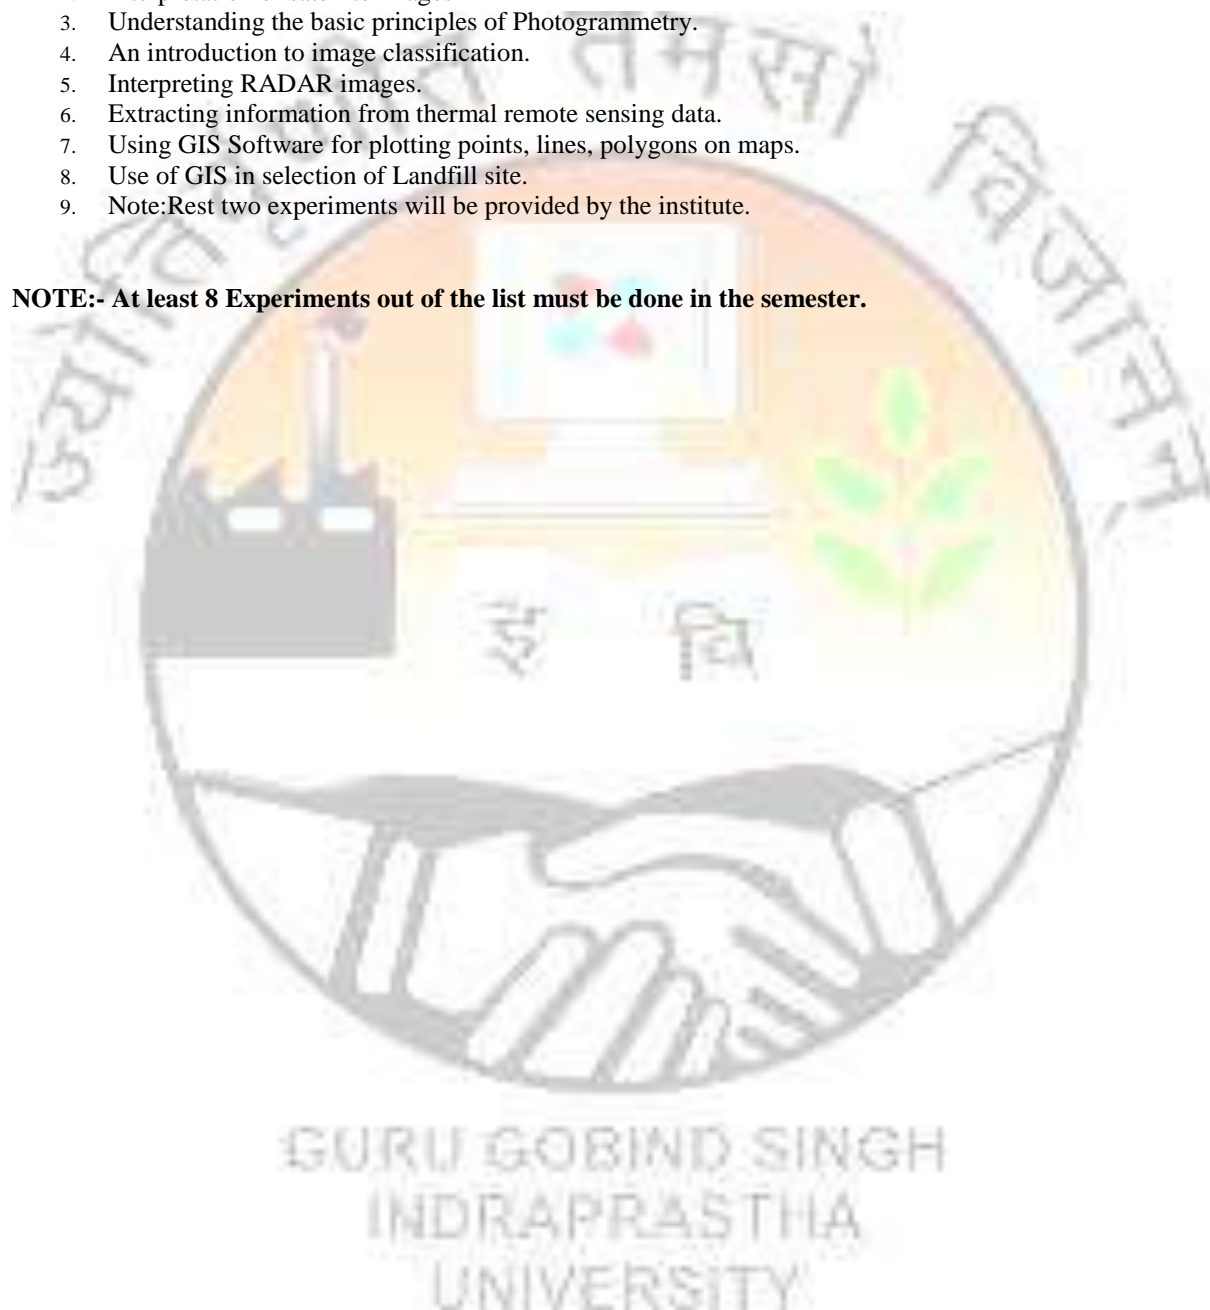 3. Understanding the basic principles of Photogrammetry.
4. An introduction to image classification.
5. Interpreting RADAR images.
6. Extracting information from thermal remote sensing data.
7. Using GIS Software for plotting points, lines, polygons on maps.
8. Use of GIS in selection of Landfill site.
9. Note:Rest two experiments will be provided by the institute.
NOTE:- At least 8 Experiments out of the list must be done in the semester.
GURU GOBIND SINGH
INDRAPRASTHA
UNIVERSITY